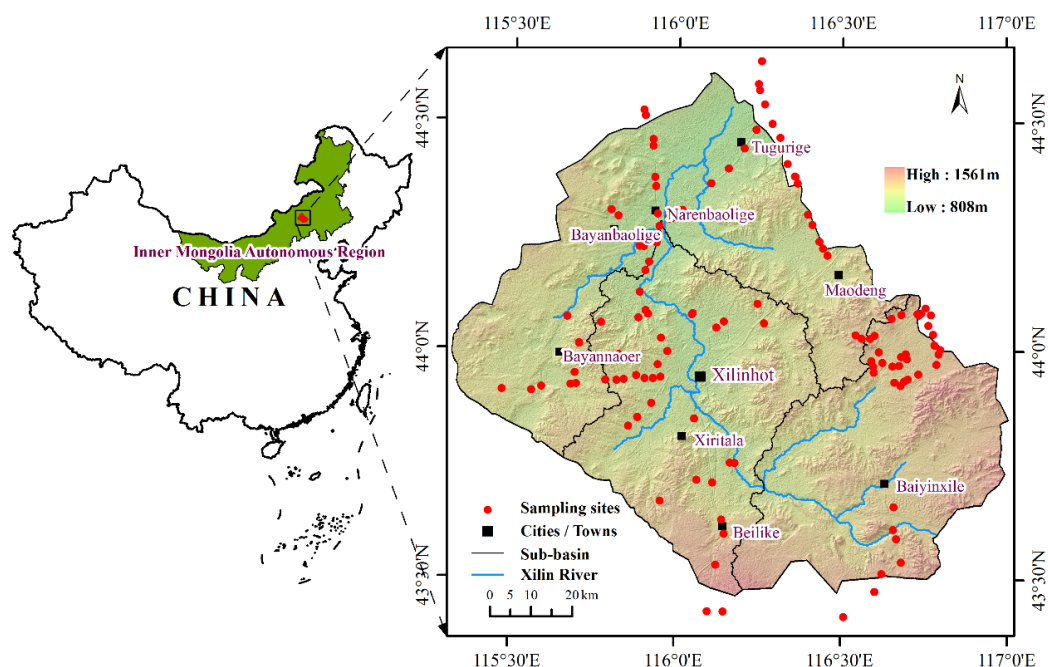 115°30'E
116°0'E
116°30'E
117°0'E
N
44°30'N
44°30'N
Tugurige
High : 1561m
Low : 808m
Narenbaolige
Bayanbaolige
Inner Mongolia Autonomous Region
CHINA
Maodeng
44°0'N
44°0'N
Bayannaoer
Xilinhot
Xiritala
Baiyinxile
Sampling sites
Cities / Towns
Beilike
Sub-basin
Xilin River
43°30'N
43°30'N
0 5 10 20 km
115°30'E
116°0'E
116°30'E
117°0'E